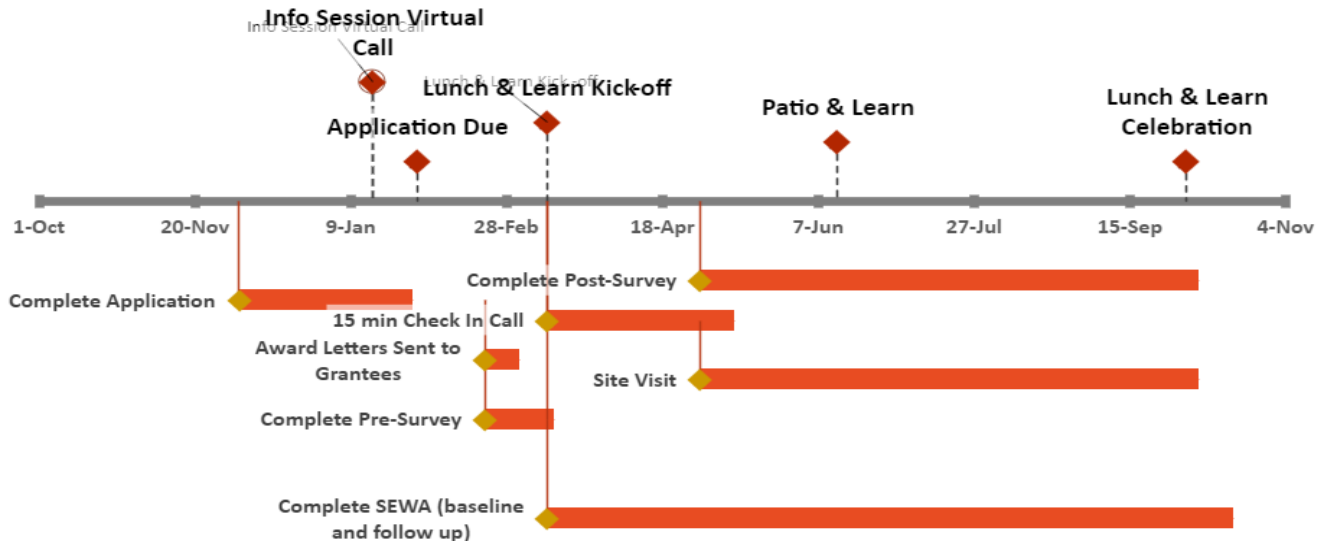 Info Session Virtual
Info Session Virtual Call
Call
Lunch & Learn Kick -off
Lunch & Learn Kick-off
Application Due
Patio & Learn
Lunch & Learn
Celebration
1-Oct
20-Nov
9-Jan
28-Feb
18-Apr
7-Jun
27-Jul
15-Sep
4-Nov
Complete Post-Survey
Complete Application
15 min Check In Call
Award Letters Sent to
Grantees
Site Visit
Complete Pre-Survey
Complete SEWA (baseline
and follow up)